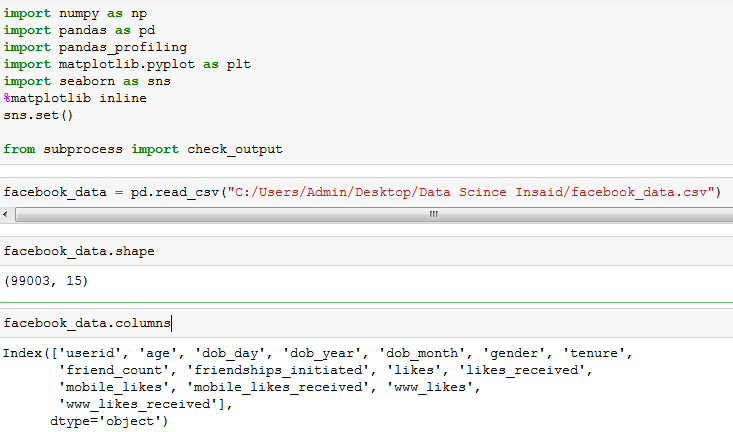 import numpy as np
import pandas as pd
import pandas_profiling
import matplotlib.pyplot as plt
import seaborn as sns
%matplotlib inline
sns.set()
from subprocess import check_output
facebook_data = pd.read_csv("C:/Users/Admin/Desktop/Data Scince Insaid/facebook_data.csv")
facebook_data.shape
(99003, 15)
facebook_data.columns
Index(['userid', 'age', 'dob_day', 'dob_year', 'dob_month', 'gender', 'tenure',
'friend_count', 'friendships_initiated', 'likes', 'likes_received',
'mobile_likes', 'mobile_likes_received', 'www_likes',
'www_likes_received'],
dtype='object')